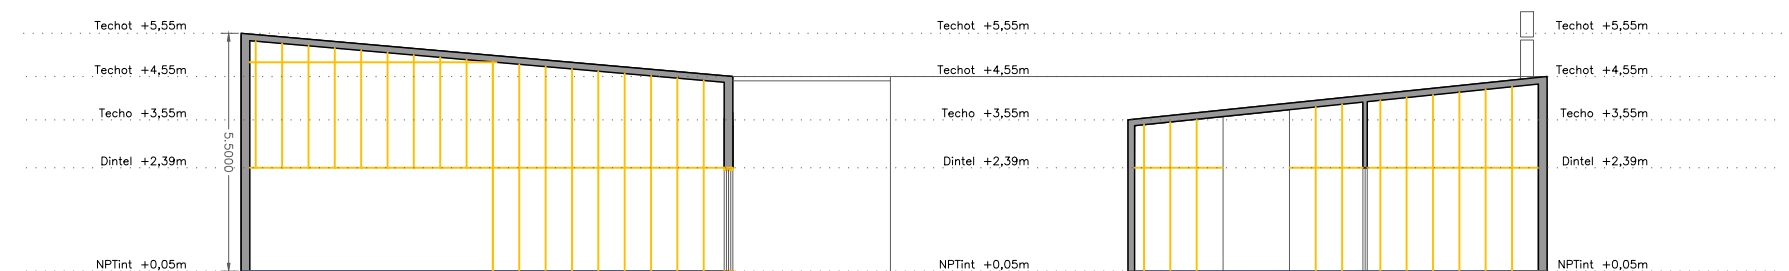 Techot +5,55m Techot +5,55m Techot +5,55m
Techot +4,55m Techot +4,55m Techot +4,55m
Techo +3,55m Techo +3,55m Techo +3,55m
5.5000
Dintel +2,39m Dintel +2,39m Dintel +2,39m
NPTint +0,05m NPTint +0,05m NPTint +0,05m